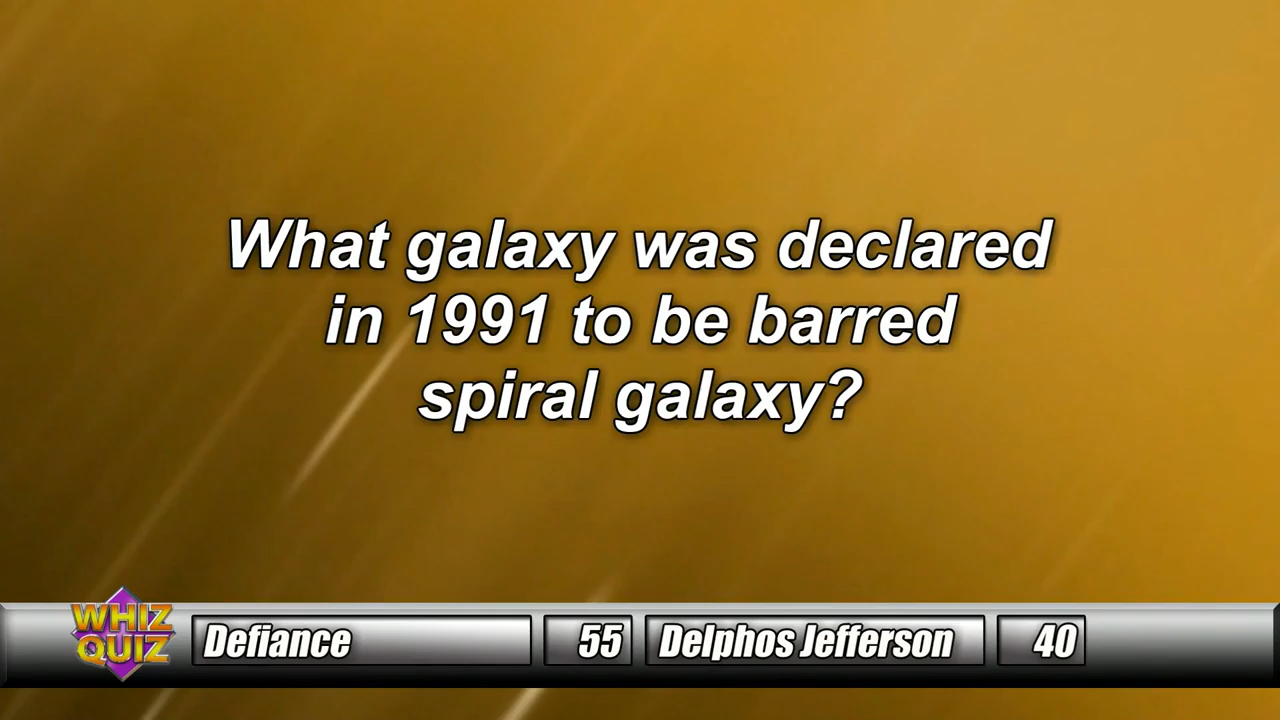 What galaxy was declared
in 1991 to be barred
spiral galaxy?
WHIZ
QUIZ
Defiance 55 Delphos Jefferson 40